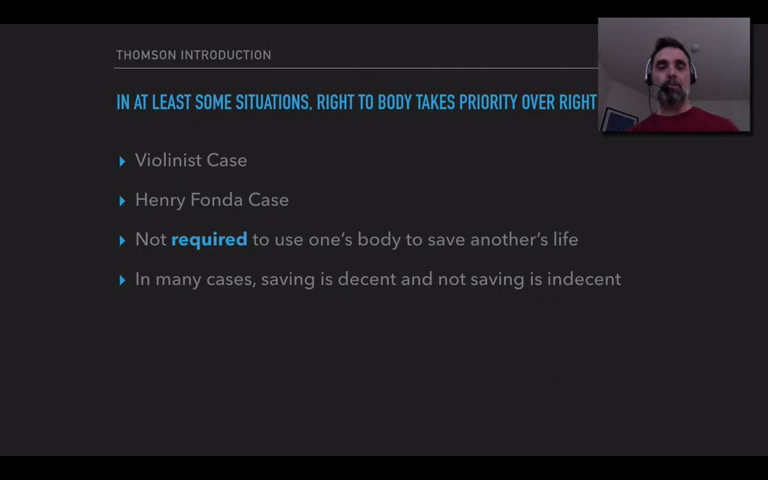 THOMSON INTRODUCTION
IN AT LEAST SOME SITUATIONS, RIGHT TO BODY TAKES PRIORITY OVER RIGHT
Violinist Case
Henry Fonda Case
Not required to use one's body to save another's life
In many cases, saving is decent and not saving is indecent